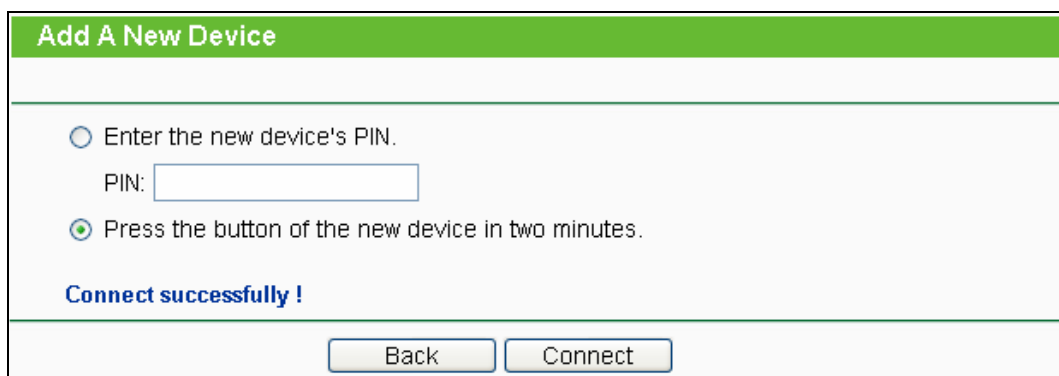 Add A New Device
Enter the new device's PIN.
PIN:
Press the button of the new device in two minutes.
Connect successfully !
Back Connect